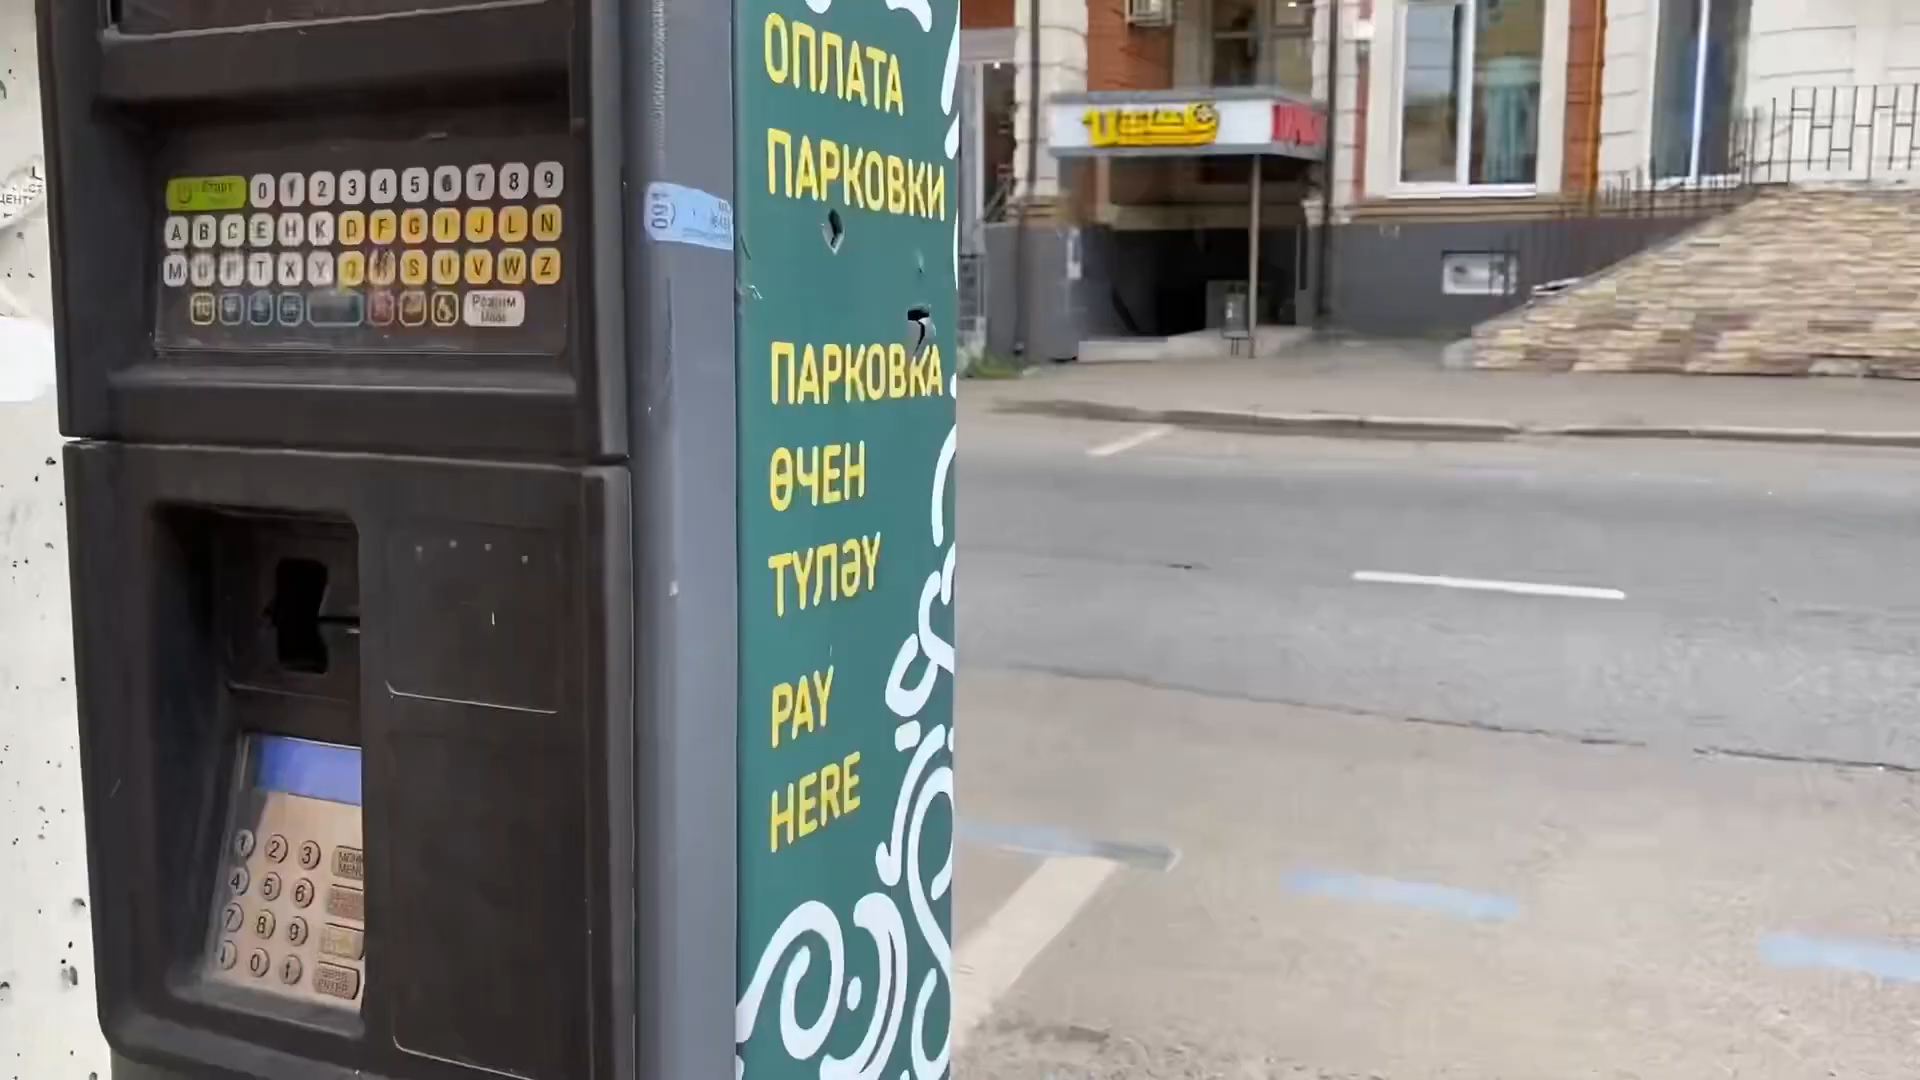 ОПЛАТА
ПАРКОВКИ
ПАРКОВКА
ӨЧЕН
ТҮЛӘҮ
PAY
HERE
Старт
0 1 2 3 4 5 6 7 8 9
A B C E H K D F G I J L N
M T X Y S U V W Z
Режим
Mode
1 2 3
MENU
4 5 6
7 8 9
0